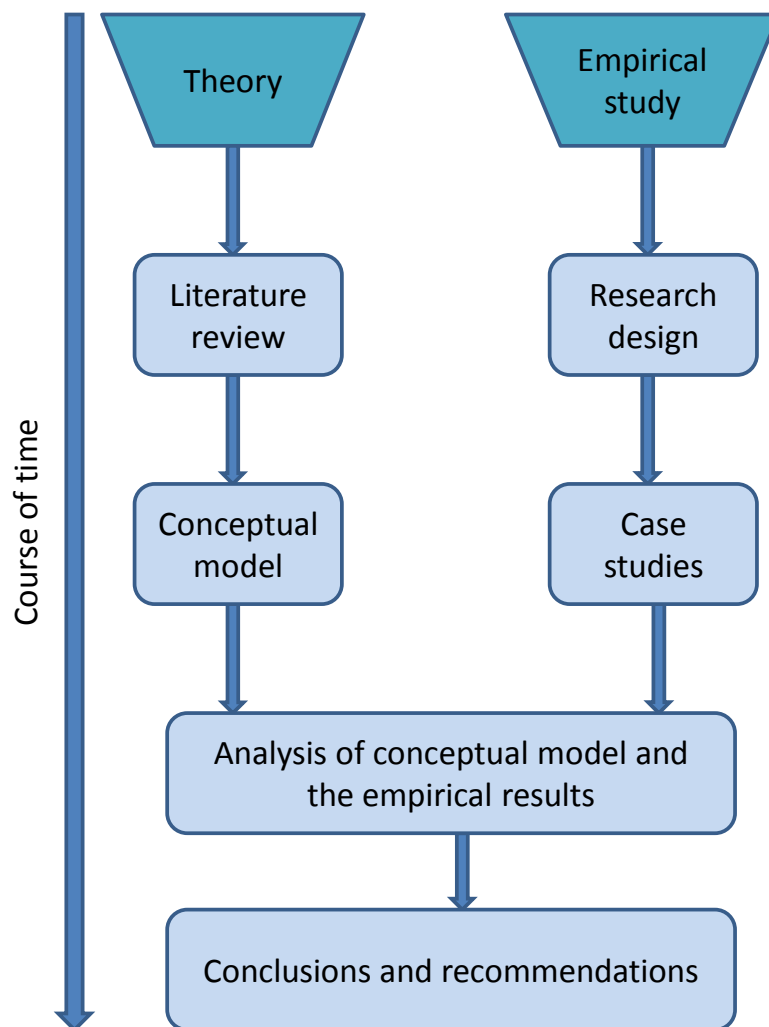 Theory
Empirical
study
Literature
review
Research
design
Course of time
Conceptual
model
Case
studies
Analysis of conceptual model and
the empirical results
Conclusions and recommendations